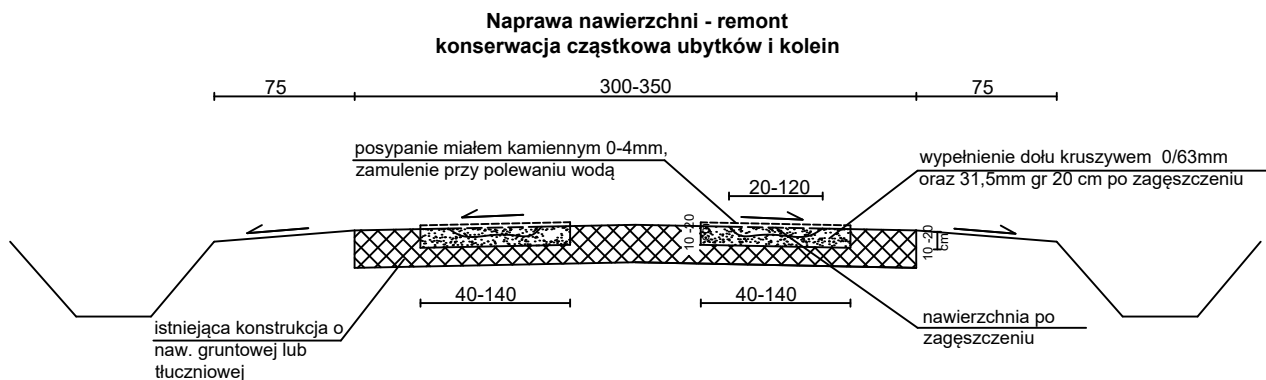 Naprawa nawierzchni - remont
konserwacja cząstkowa ubytków i kolein
75
300-350
75
posypanie miałem kamiennym 0-4mm,
zamulenie przy polewaniu wodą
wypełnienie dołu kruszywem 0/63mm
oraz 31,5mm gr 20 cm po zagęszczeniu
20-120
10 -20
10 -20
cm
40-140
40-140
istniejąca konstrukcja o
naw. gruntowej lub
tłuczniowej
nawierzchnia po
zagęszczeniu